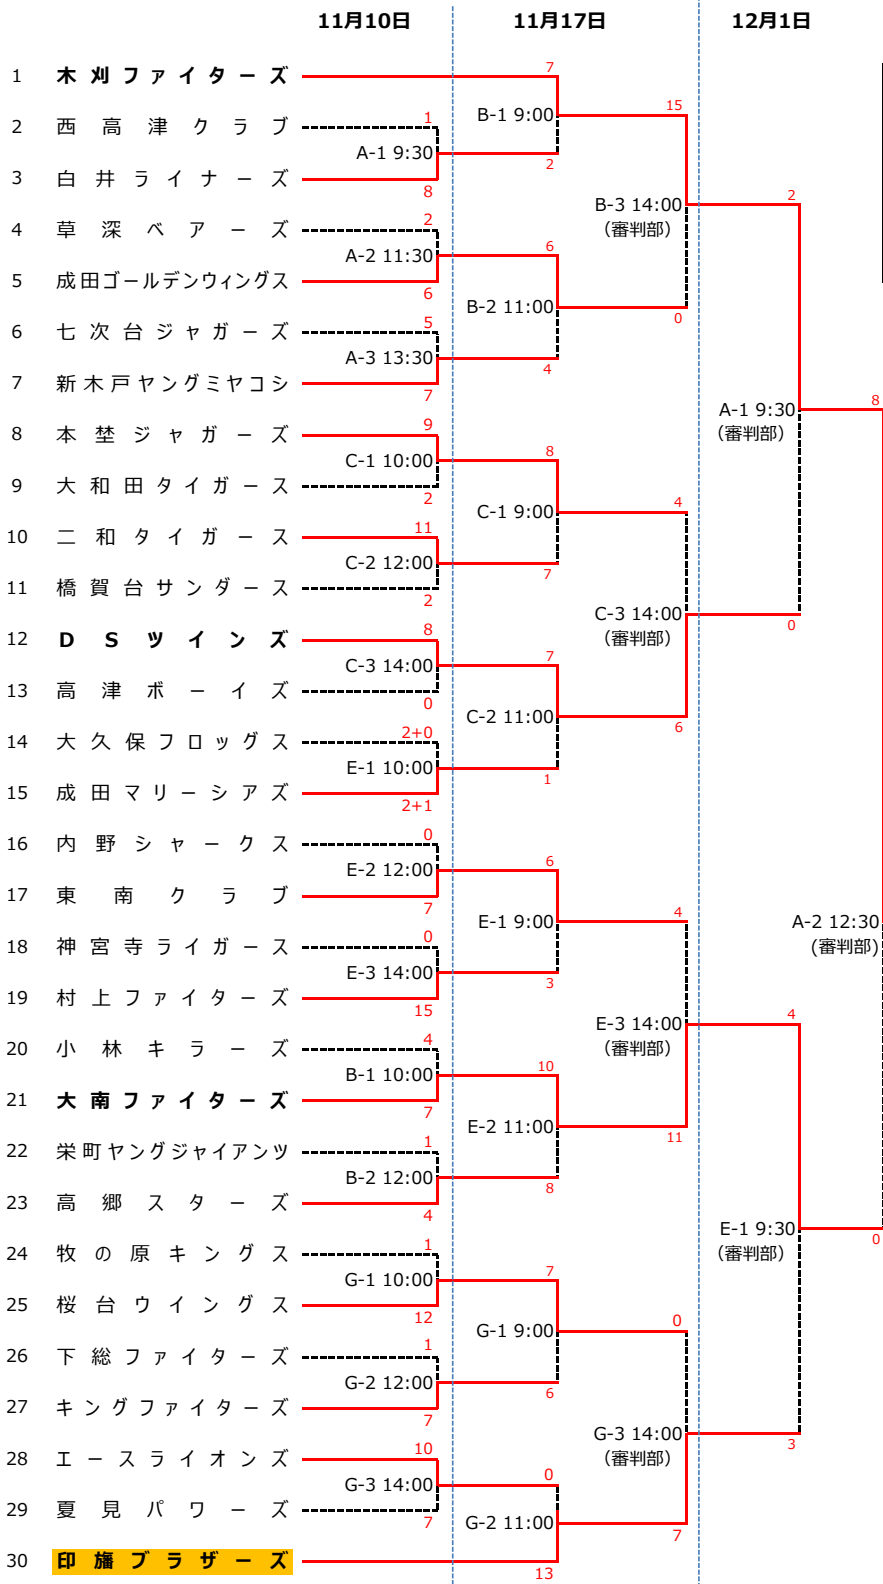 11月10日 11月17日 12月1日
7
1 木刈ファイターズ
15
1 B-1 9:00
2 西高津クラブ
A-1 9:30
2
3 白井ライナーズ
8
B-3 14:00 2
2 (審判部)
4 草深ベアーズ
6
A-2 11:30
5 成田ゴールデンウィングス
6
B-2 11:00
5 0
6 七次台ジャガーズ
A-3 13:30
4
7 新木戸ヤングミヤコシ
7
8
A-1 9:30
9 (審判部)
8 本埜ジャガーズ
8
C-1 10:00
9 大和田タイガース
2
4
C-1 9:00
11
10 二和タイガース
C-2 12:00
7
11 橋賀台サンダース
2
C-3 14:00
0
8 (審判部)
12 DSツインズ
7
C-3 14:00
13 高津ボーイズ
0
C-2 11:00
6
2+0
14 大久保フロッグス
E-1 10:00
1
15 成田マリーシアズ
2+1
0
16 内野シャークス
6
E-2 12:00
17 東南クラブ
7
4
E-1 9:00 A-2 12:30
0 (審判部)
18 神宮寺ライガース
E-3 14:00
3
19 村上ファイターズ
15
4
E-3 14:00
4 (審判部)
20 小林キラーズ
10
B-1 10:00
21 大南ファイターズ
7
E-2 11:00
11
1
22 栄町ヤングジャイアンツ
B-2 12:00
8
23 高郷スターズ
4
E-1 9:30
0
1 (審判部)
24 牧の原キングス
7
G-1 10:00
25 桜台ウイングス
12
0
G-1 9:00
1
26 下総ファイターズ
G-2 12:00
6
27 キングファイターズ
7
G-3 14:00
3
10 (審判部)
28 エースライオンズ
0
G-3 14:00
29 夏見パワーズ
7
G-2 11:00
7
30 印旛ブラザーズ
13